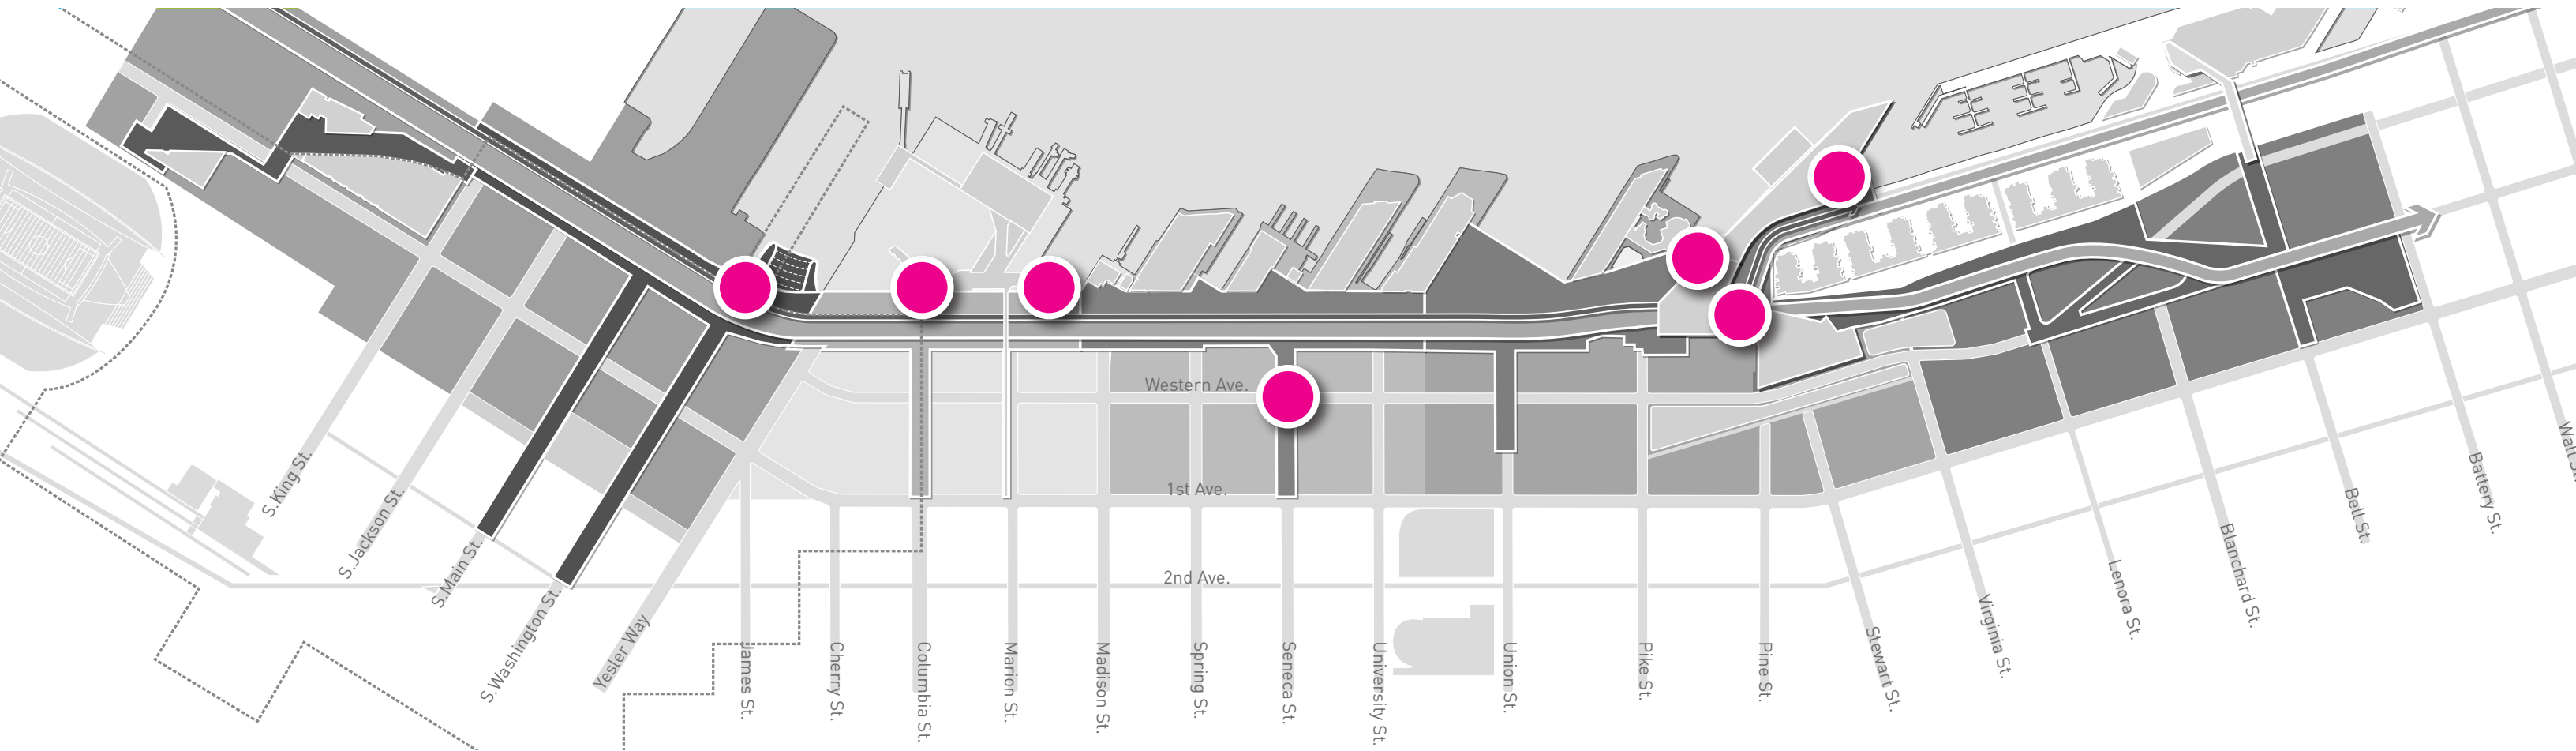 Western Ave.
1st Ave.
2nd Ave.
S.King St.
S.Jackson St.
S.Main St.
S.Washington St.
Yesler Way
James St.
Cherry St.
Columbia St.
Marion St.
Madison St.
Spring St.
Seneca St.
University St.
Union St.
Pike St.
Pine St.
Stewart St.
Virginia St.
Lenora St.
Blanchard St.
Bell St.
Battery St.